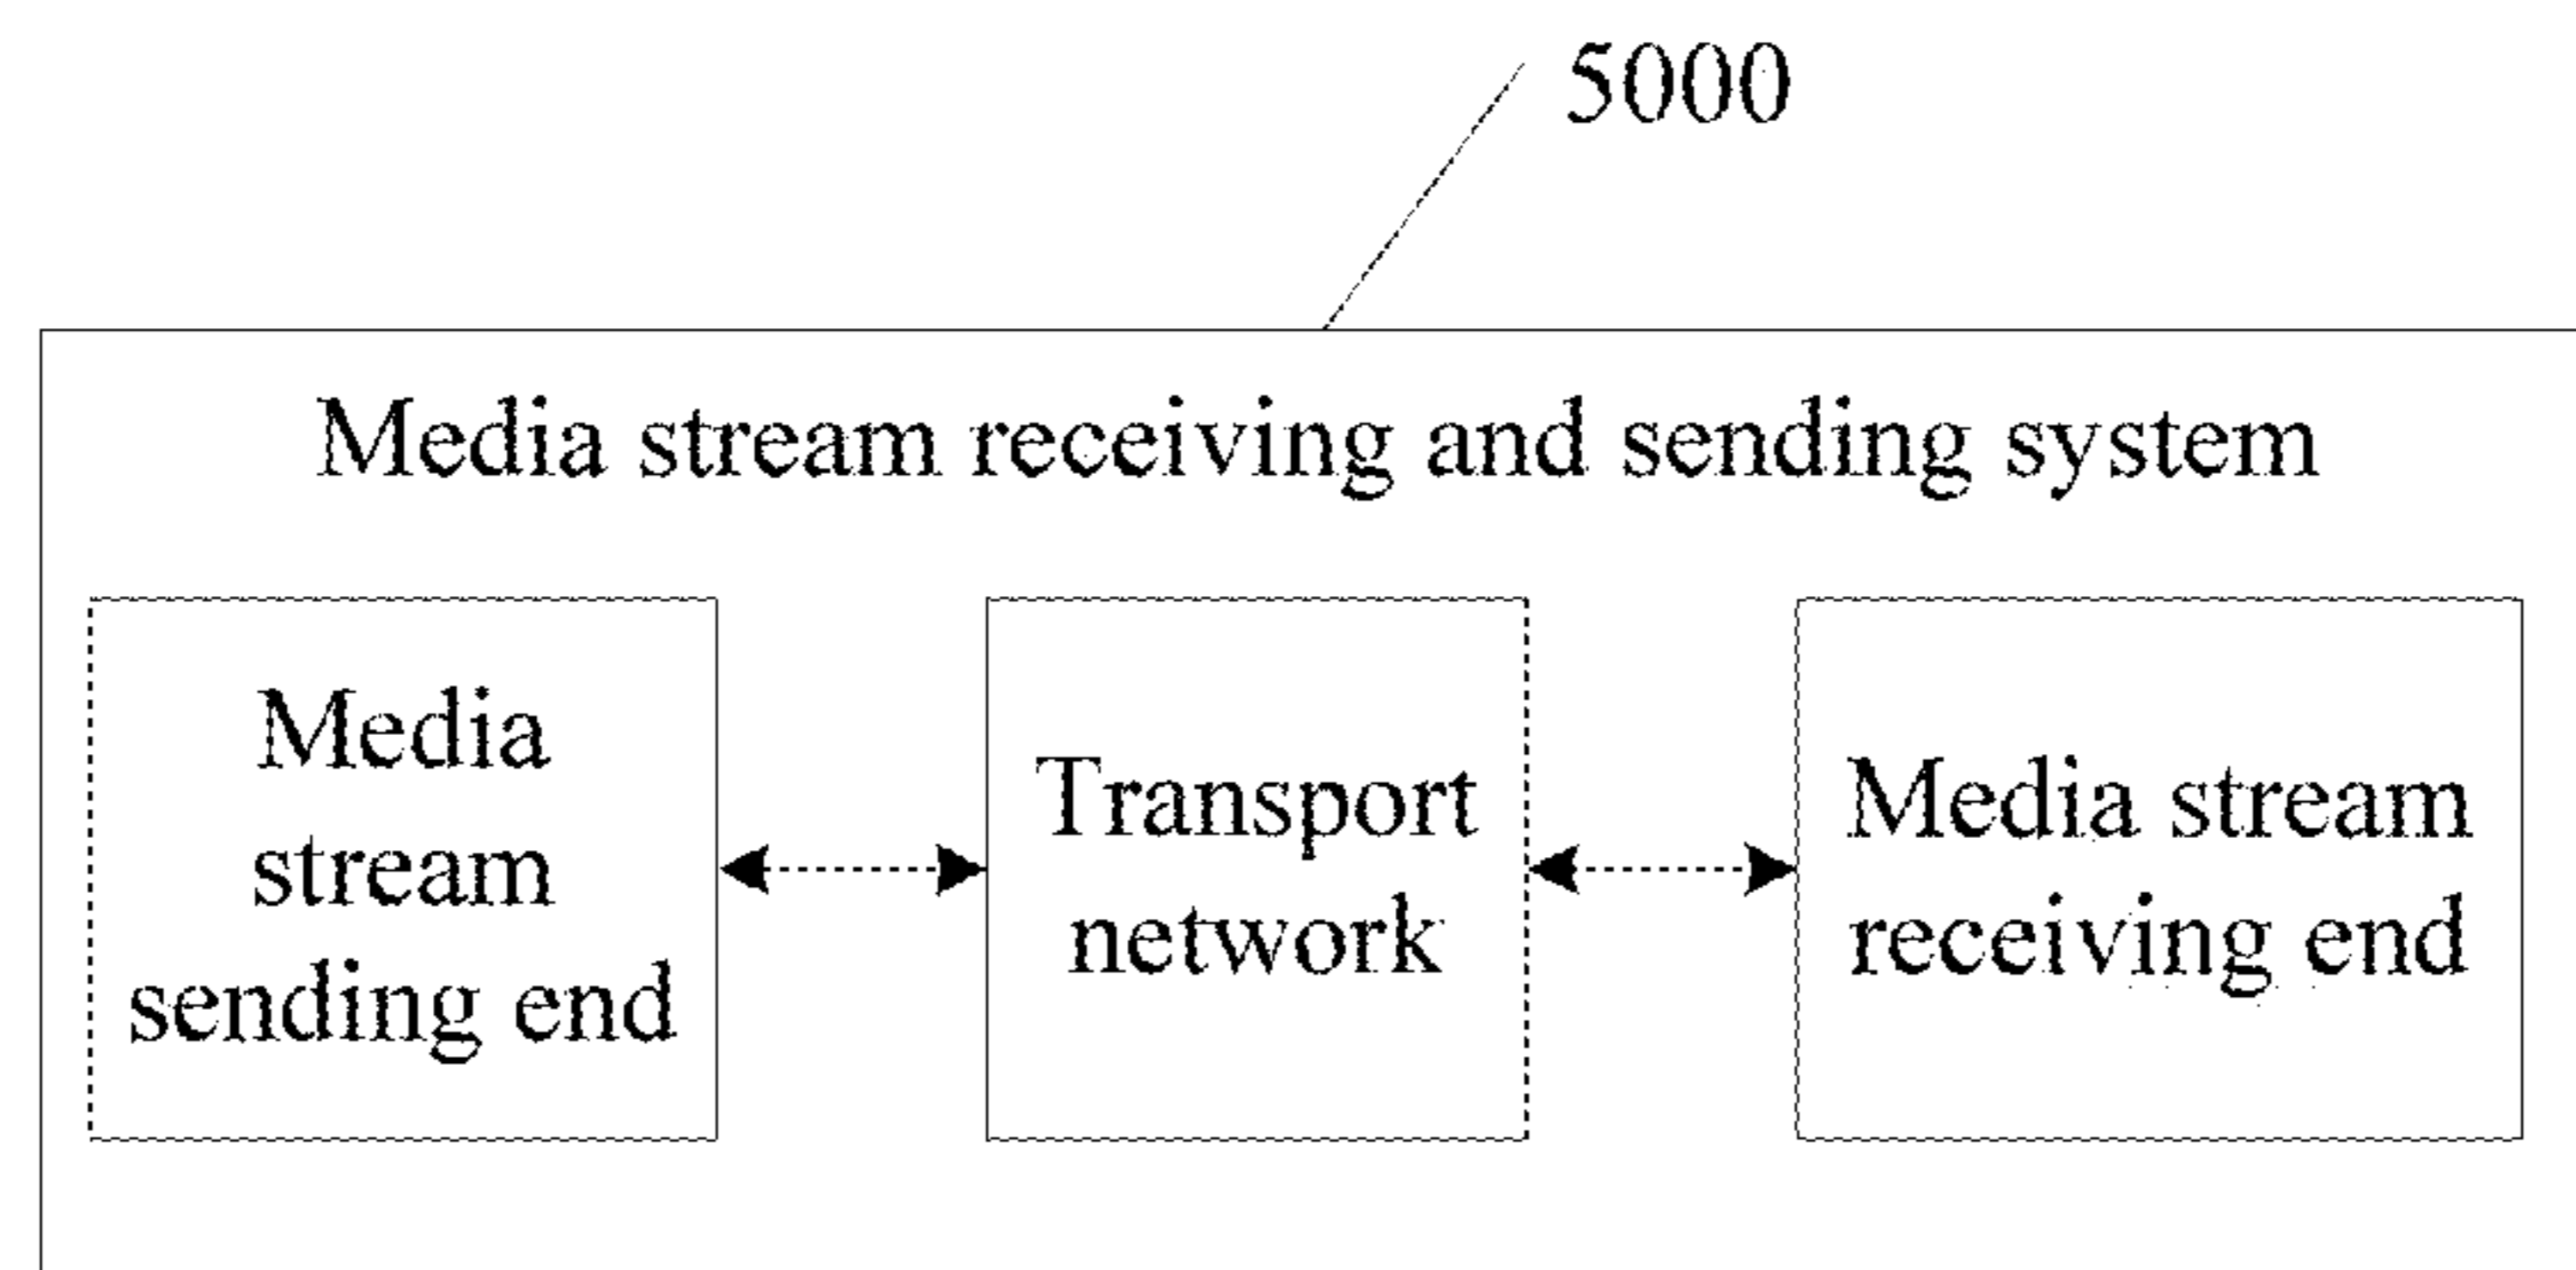 5000
Media stream receiving and sending system
Media
stream
sending end
Transport
network
Media stream
receiving end